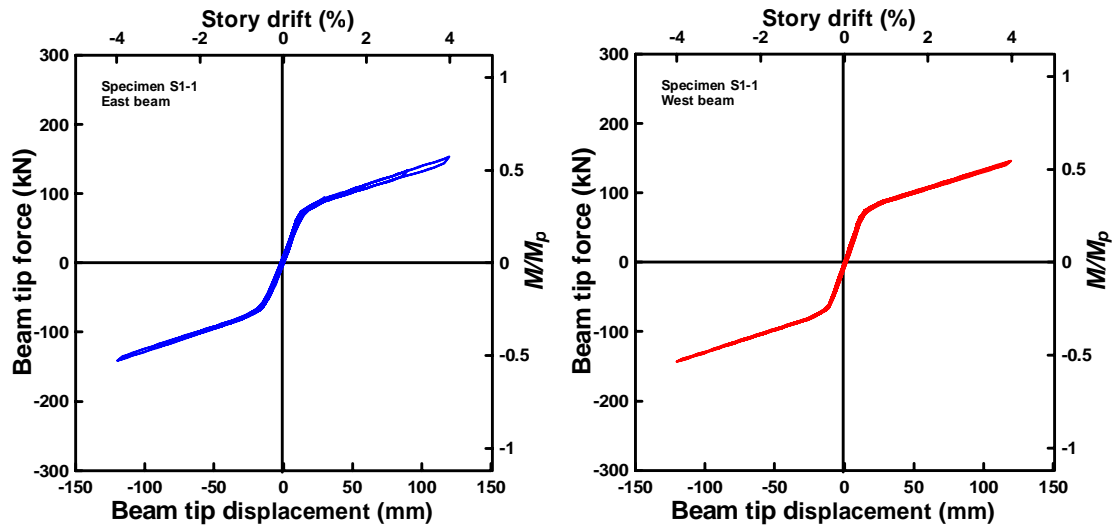 Story drift (%)
-4 -2 0 2 4
Specimen S1-1
East beam
300
200
100
0
-100
-200
-300
Beam tip force (kN)
1
0.5
0
-0.5
-1
M/Mp
-150 -100 -50 0 50 100 150
Beam tip displacement (mm)
Story drift (%)
-4 -2 0 2 4
Specimen S1-1
West beam
300
200
100
0
-100
-200
-300
Beam tip force (kN)
1
0.5
0
-0.5
-1
M/Mp
-150 -100 -50 0 50 100 150
Beam tip displacement (mm)